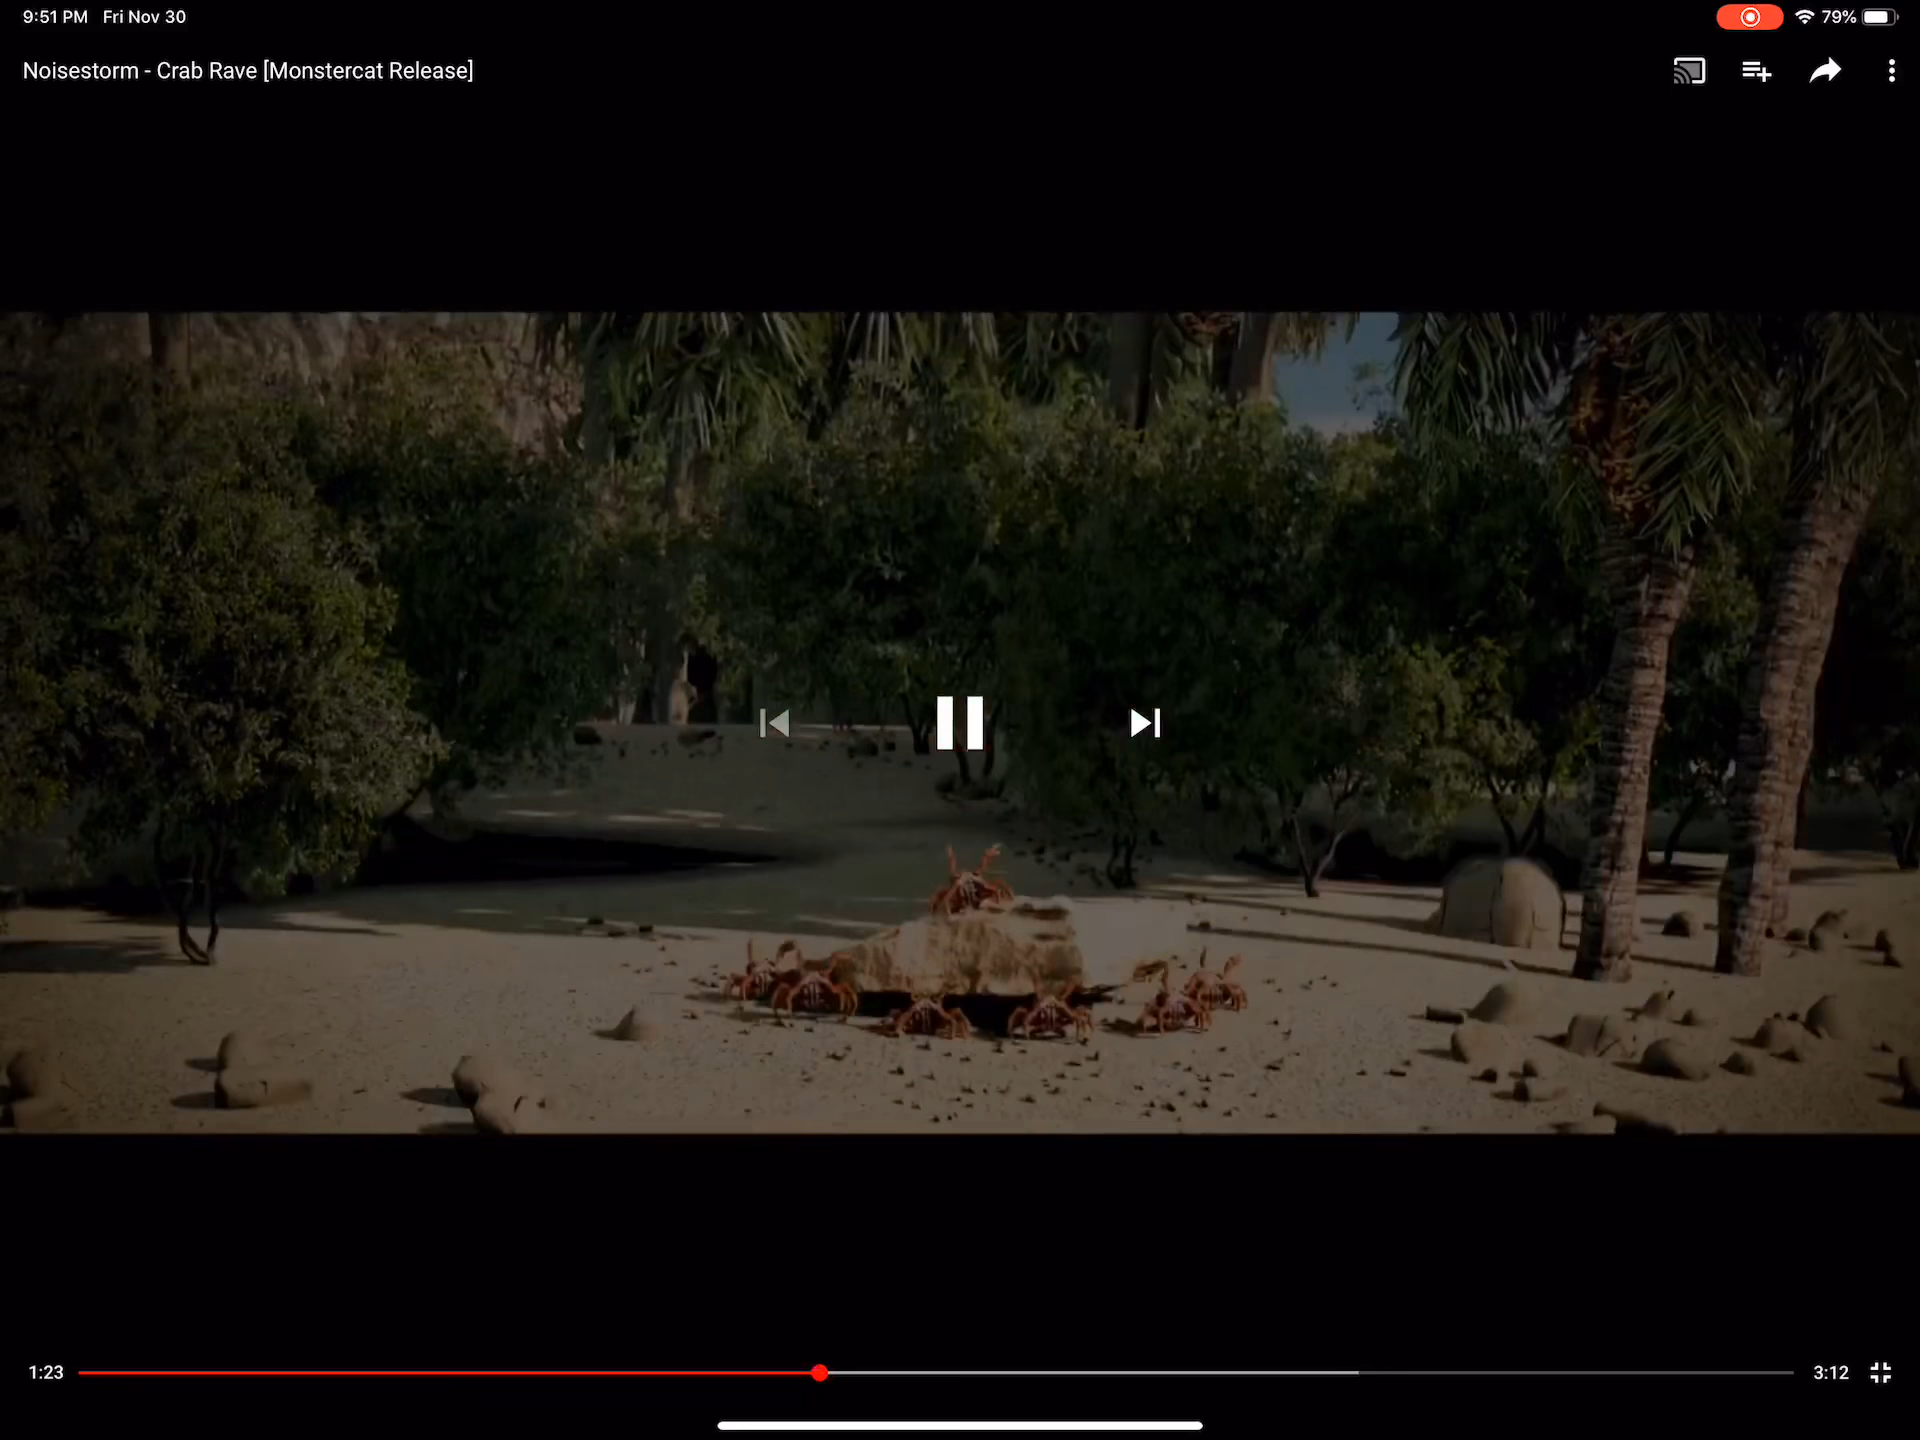 9:51 PM Fri Nov 30
79%
Noisestorm - Crab Rave [Monstercat Release]
1:23
3:12